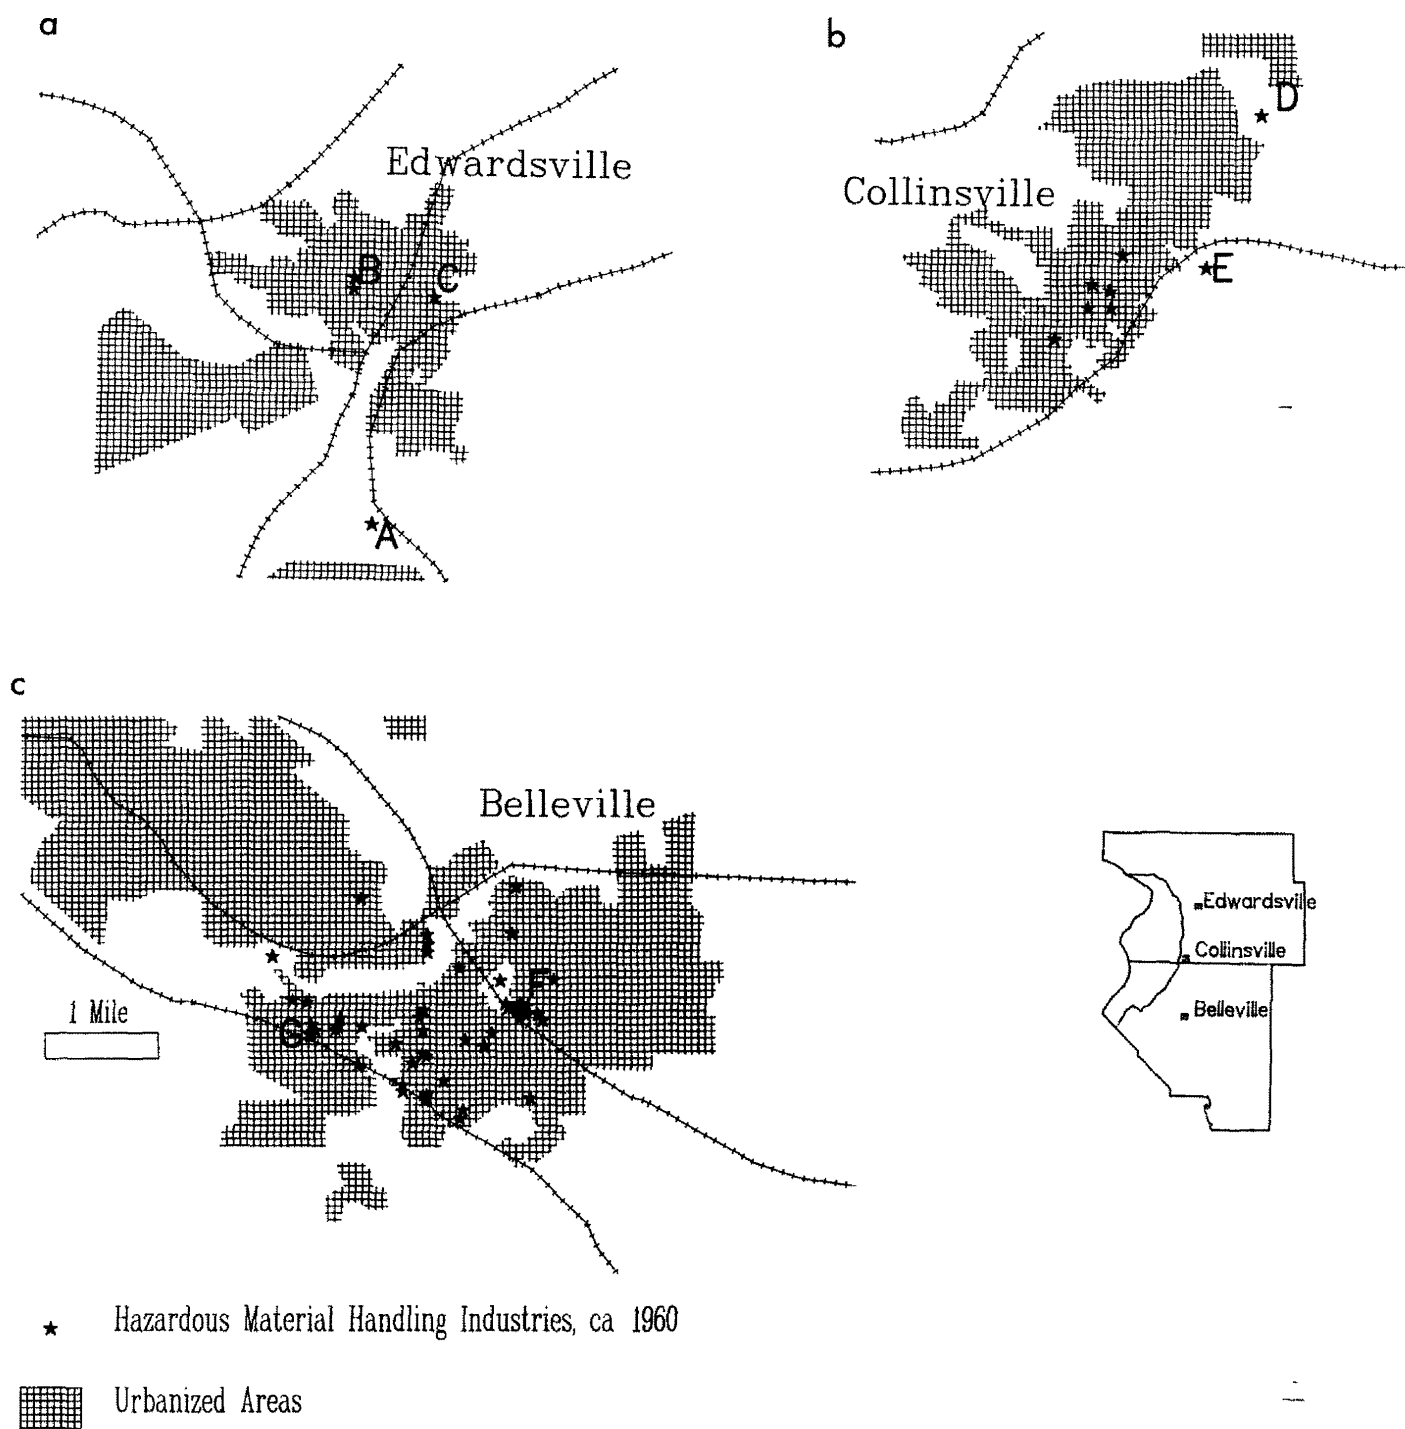 a
b
Edwardsville
B
C
A
D
Collinsville
E
c
Belleville
F
G
1 Mile
Edwardsville
Collinsville
Belleville
Hazardous Material Handling Industries, ca 1960
Urbanized Areas